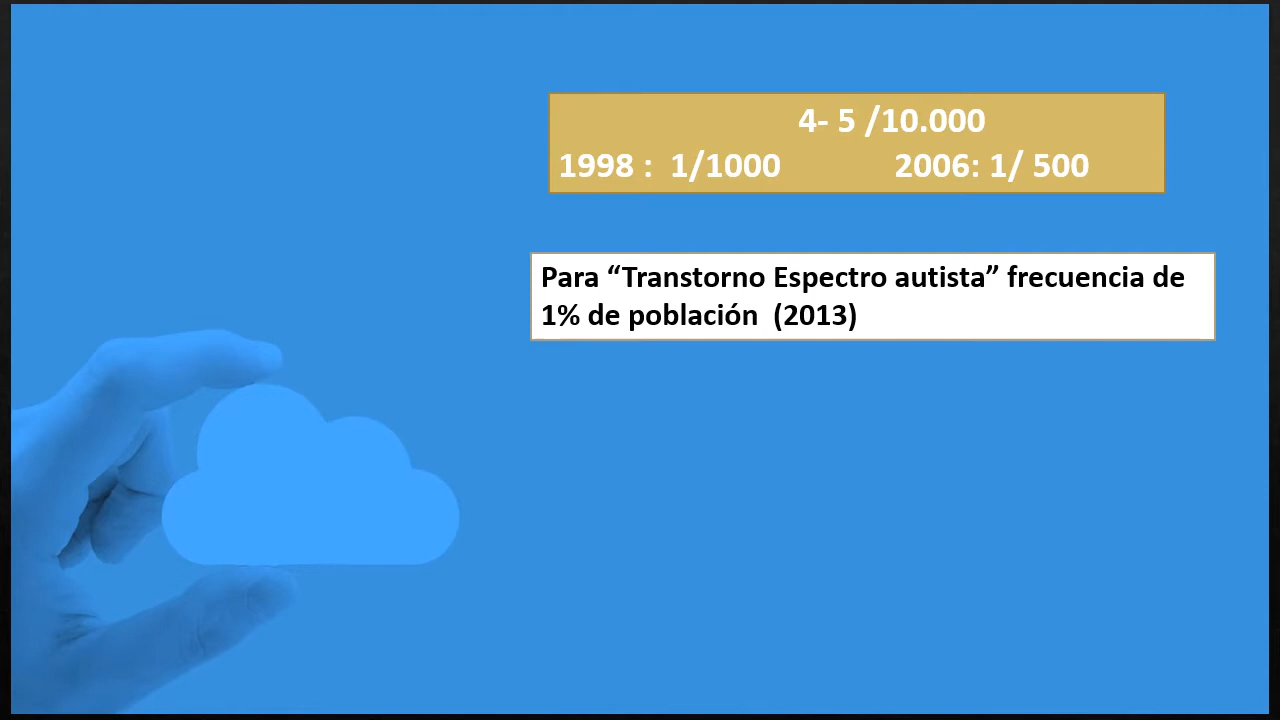 4- 5 /10.000
1998 :  1/1000 2006: 1/ 500
Para “Transtorno Espectro autista” frecuencia de
1% de población  (2013)